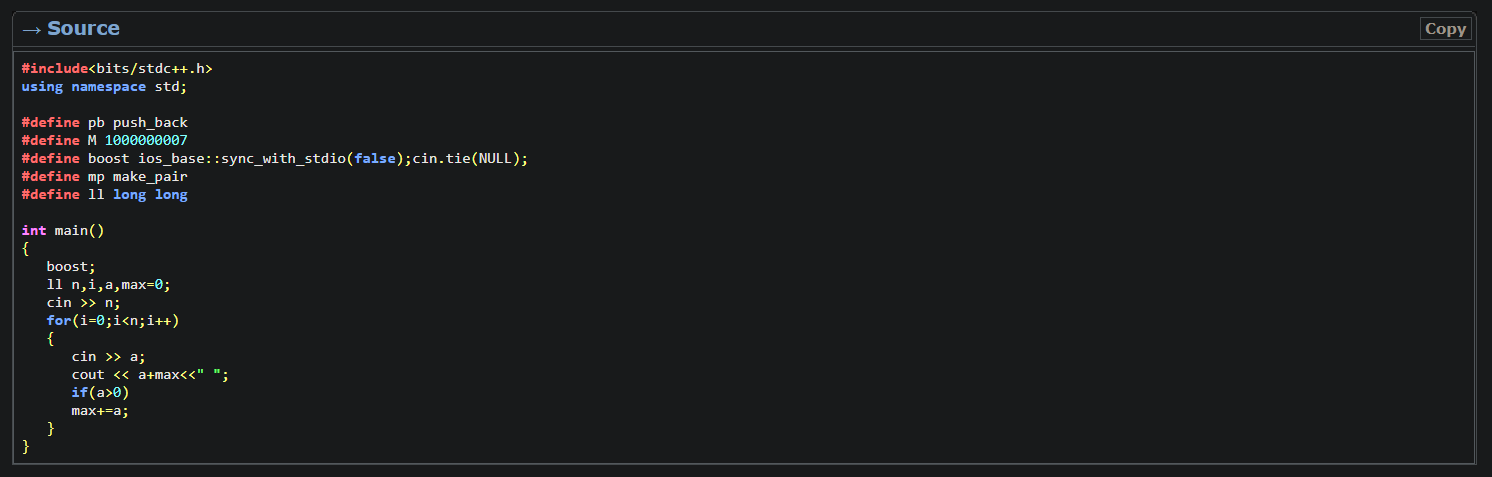 → Source
Copy
#include<bits/stdc++.h>
using namespace std;
#define pb push_back
#define M 1000000007
#define boost ios_base::sync_with_stdio(false);cin.tie(NULL);
#define mp make_pair
#define ll long long
int main()
{
   boost;
   ll n,i,a,max=0;
   cin >> n;
   for(i=0;i<n;i++)
   {
      cin >> a;
      cout << a+max<<" ";
      if(a>0)
      max+=a;
   }
}